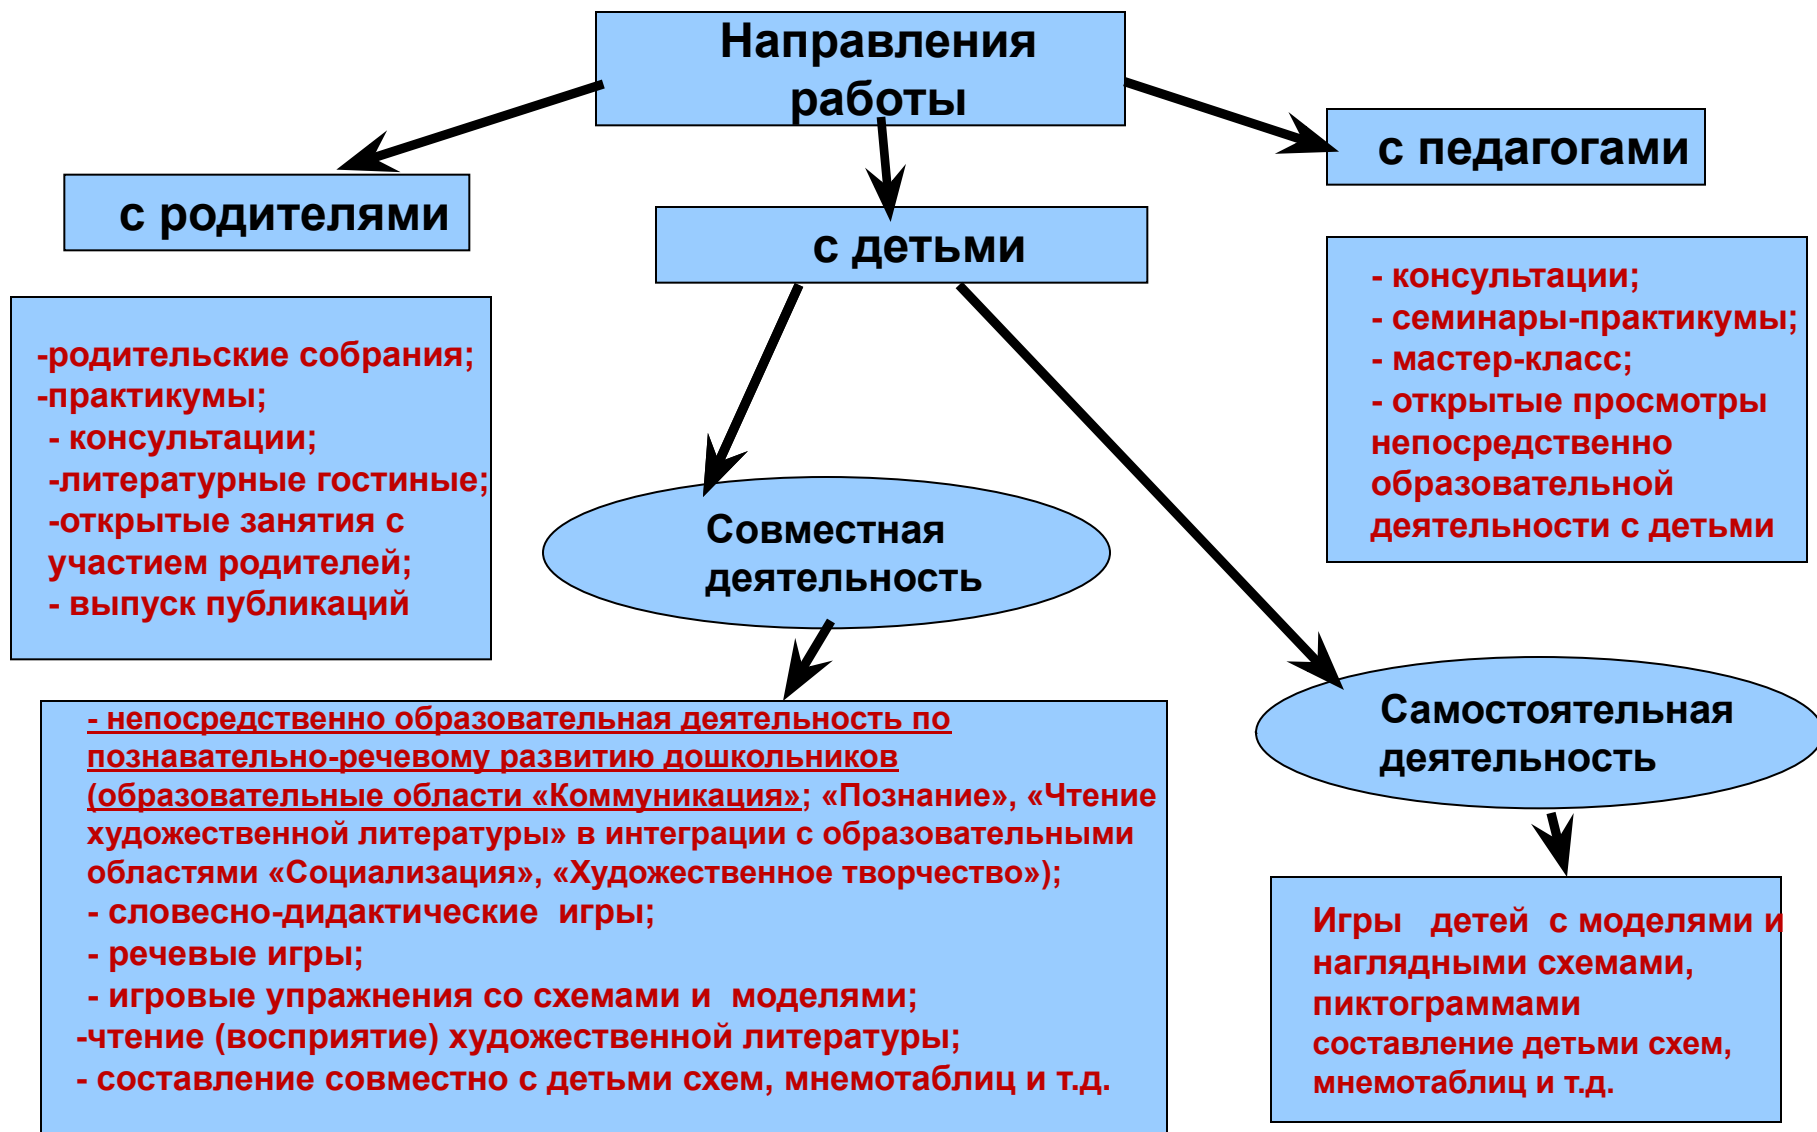 Направления
работы
с родителями
с детьми
с педагогами
-родительские собрания;
-практикумы;
- консультации;
-литературные гостиные;
-открытые занятия с
участием родителей;
- выпуск публикаций
- консультации;
- семинары-практикумы;
- мастер-класс;
- открытые просмотры
непосредственно
образовательной
деятельности с детьми
Совместная
деятельность
Самостоятельная
деятельность
- непосредственно образовательная деятельность по
познавательно-речевому развитию дошкольников
(образовательные области «Коммуникация»; «Познание», «Чтение
художественной литературы» в интеграции с образовательными
областями «Социализация», «Художественное творчество»);
- словесно-дидактические игры;
- речевые игры;
- игровые упражнения со схемами и моделями;
-чтение (восприятие) художественной литературы;
- составление совместно с детьми схем, мнемотаблиц и т.д.
Игры детей с моделями и
наглядными схемами,
пиктограммами
составление детьми схем,
мнемотаблиц и т.д.